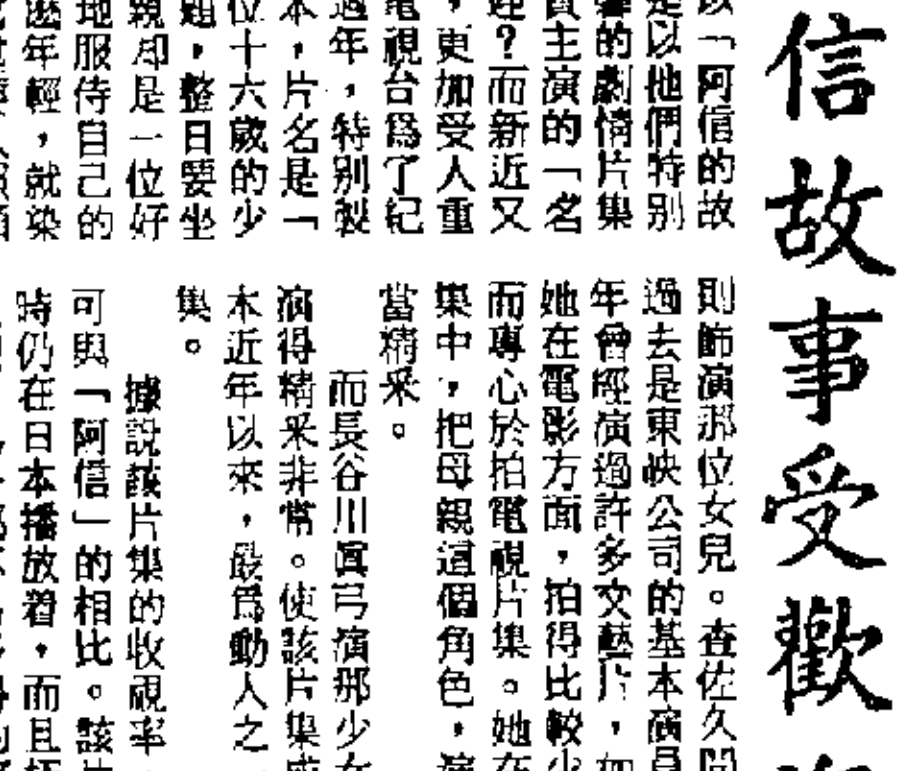 信故事受歡
以「阿信的故
是以她們特別
的劇情片集
主演的「名
？而新近又
，更加受人重
電視台為了紀
過年，特別製
本，片名是「
位十六歲的少
題，整日要坐
親却是一位好
地服侍自己的
麼年輕，就染
則飾演那位女兒。查佐久間
過去是東映公司的基本演員
年曾經演過許多文藝片，如
她在電影方面，拍得比較少
而專心於拍電視片集。她在
集中，把母親這個角色，演
當精采。
而長谷川眞弓演那少女
演得精采非常。使該片集成
本近年以來，最爲動人之
集。
據說該片集的收視率，
可與「阿信」的相比。該片
時仍在日本播放着，而且